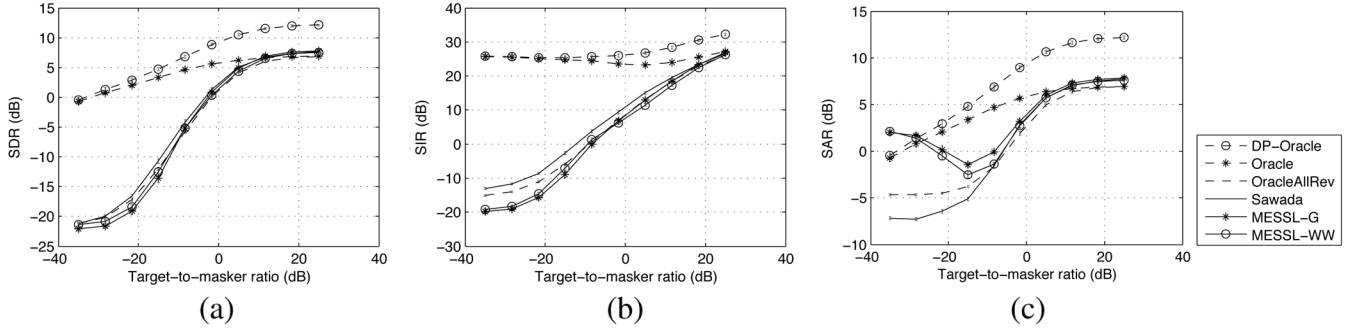 15
10
5
0
−5
−10
−15
−20
−25
SDR (dB)
−40 −20 0 20 40
Target−to−masker ratio (dB)
(a)
40
30
20
10
0
−10
−20
−30
SIR (dB)
−40 −20 0 20 40
Target−to−masker ratio (dB)
(b)
15
10
5
0
−5
−10
SAR (dB)
−40 −20 0 20 40
Target−to−masker ratio (dB)
(c)
DP−Oracle
Oracle
OracleAllRev
Sawada
MESSL−G
MESSL−WW